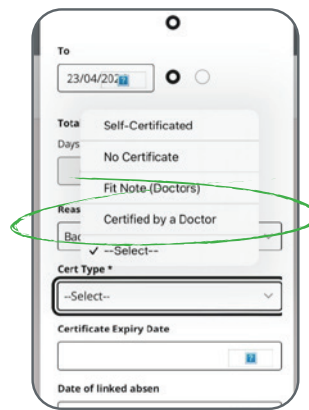 To
23/04/202
Tota
Days
Self-Certificated
No Certificate
Fit Note (Doctors)
Certified by a Doctor
✓ --Select--
Reas
Bac
Cert Type *
--Select--
Certificate Expiry Date
Date of linked absen